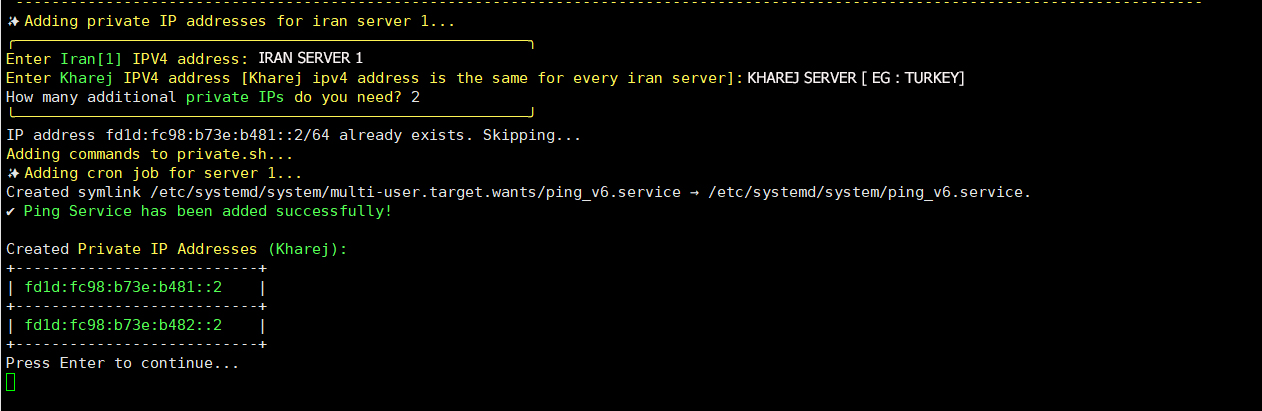 Adding private IP addresses for iran server 1...
Enter Iran[1] IPV4 address: IRAN SERVER 1
Enter Kharej IPV4 address [Kharej ipv4 address is the same for every iran server]: KHAREJ SERVER [ EG : TURKEY]
How many additional private IPs do you need? 2
IP address fd1d:fc98:b73e:b481::2/64 already exists. Skipping...
Adding commands to private.sh...
Adding cron job for server 1...
Created symlink /etc/systemd/system/multi-user.target.wants/ping_v6.service → /etc/systemd/system/ping_v6.service.
✔ Ping Service has been added successfully!
Created Private IP Addresses (Kharej):
+---------------------------+
| fd1d:fc98:b73e:b481::2    |
+---------------------------+
| fd1d:fc98:b73e:b482::2    |
+---------------------------+
Press Enter to continue...